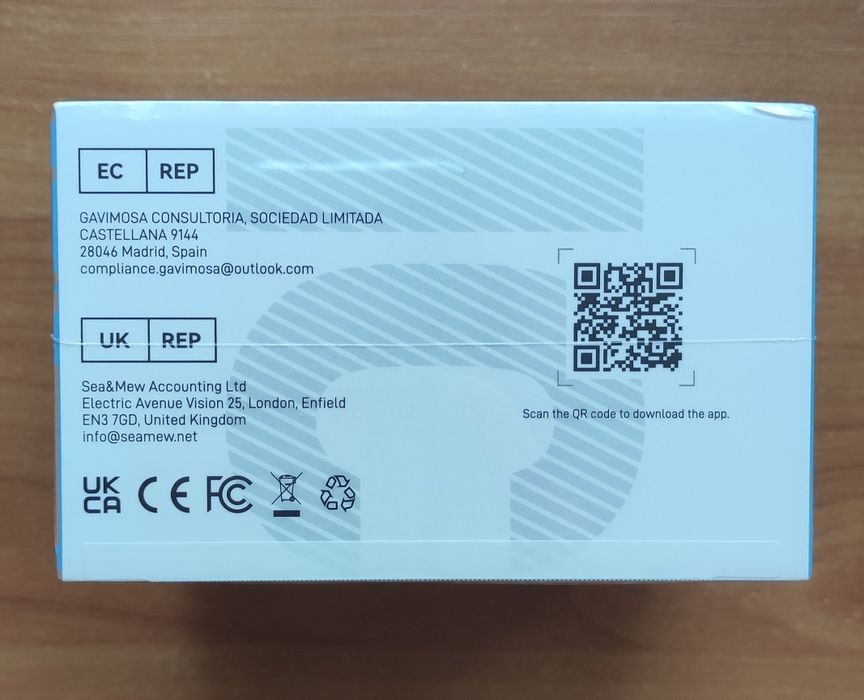 EC REP
GAVIMOSA CONSULTORIA, SOCIEDAD LIMITADA
CASTELLANA 9144
28046 Madrid, Spain
compliance.gavimosa@outlook.com
UK REP
Sea&Mew Accounting Ltd
Electric Avenue Vision 25, London, Enfield
EN3 7GD, United Kingdom
info@seamew.net
UK
CA CE FC
Scan the QR code to download the app.